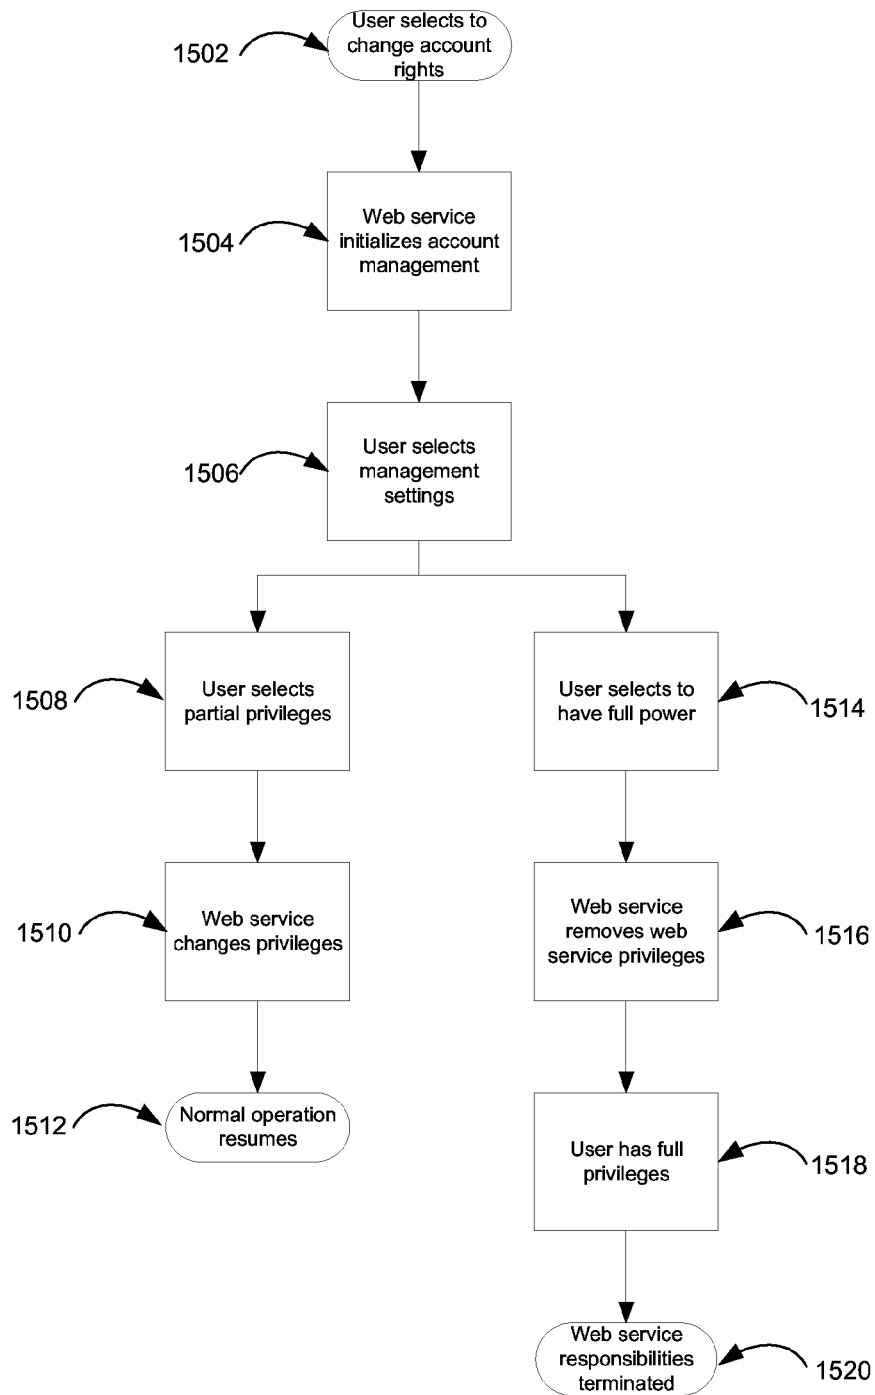 1502
User selects to
change account
rights
1504
Web service
initializes account
management
1506
User selects
management
settings
1508
User selects
partial privileges
User selects to
have full power
1514
1510
Web service
changes privileges
Web service
removes web
service privileges
1516
1512
Normal operation
resumes
User has full
privileges
1518
Web service
responsibilities
terminated
1520